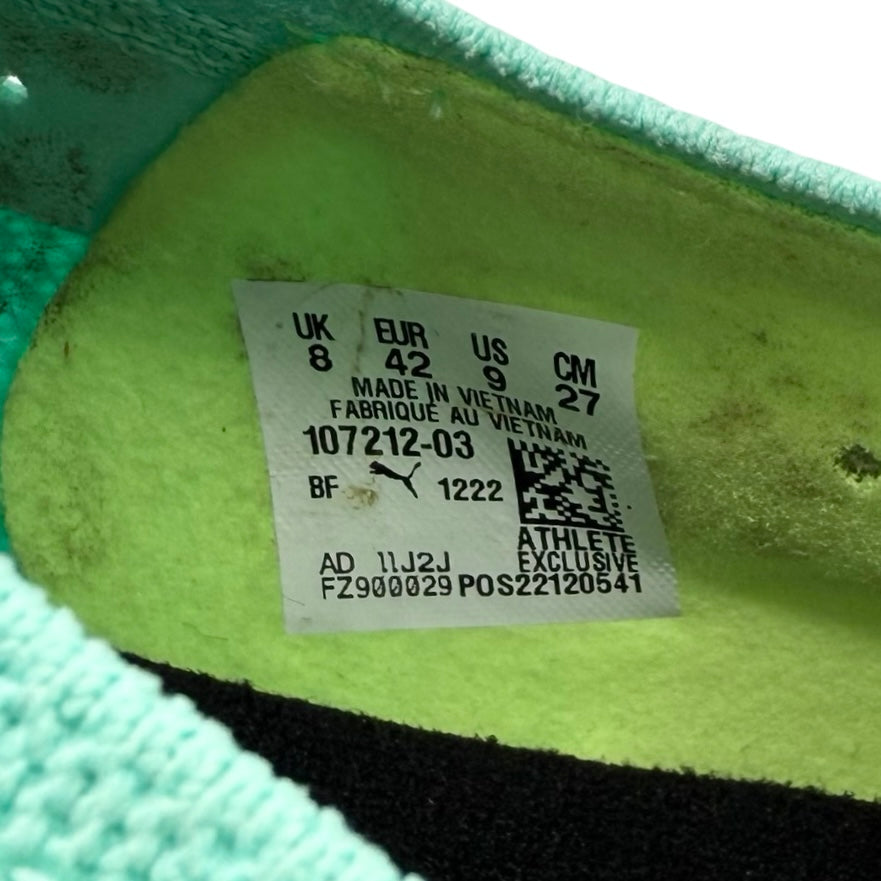 UK EUR US CM
8 42 9 27
MADE IN VIETNAM
FABRIQUÉ AU VIETNAM
107212-03
BF 1222
ATHLETE
AD 11J2J EXCLUSIVE
FZ900029 POS22120541